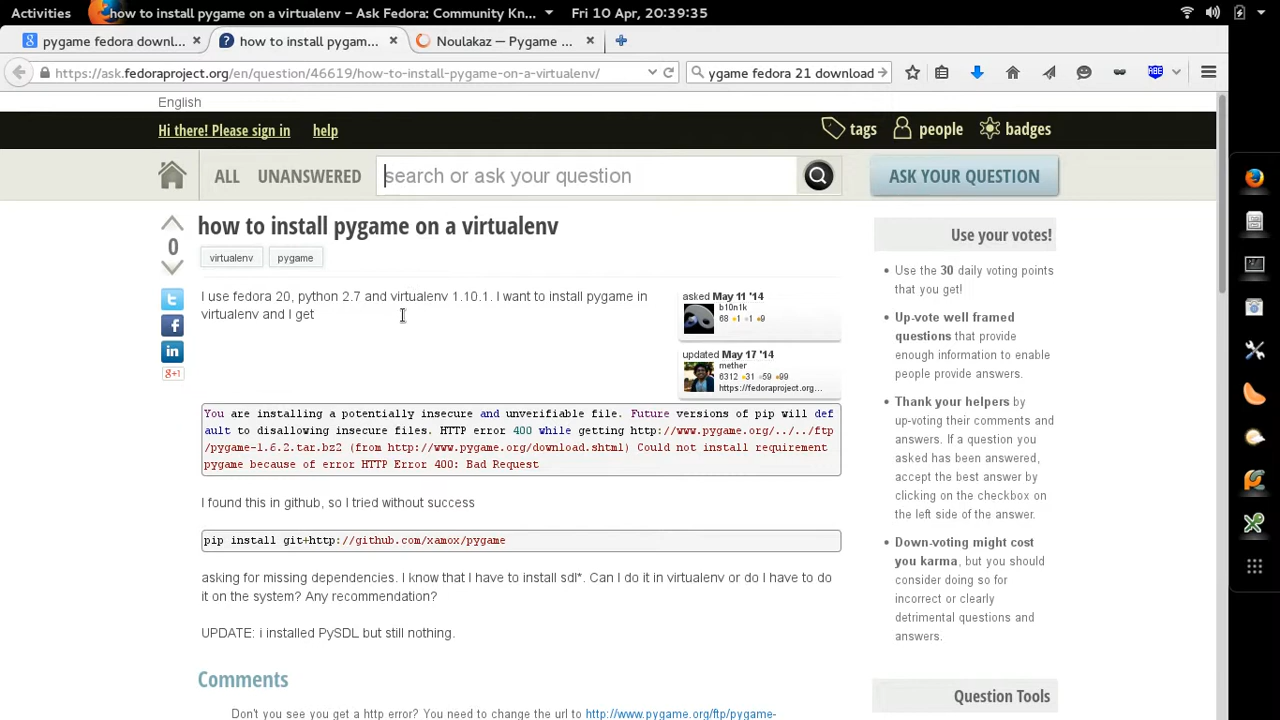 Activities
how to install pygame on a virtualenv – Ask Fedora: Community Kn...
Fri 10 Apr, 20:39:35
pygame fedora downl...
how to install pygam...
Noulakaz — Pygame ...
https://ask.fedoraproject.org/en/question/46619/how-to-install-pygame-on-a-virtualenv/
ygame fedora 21 download
ABE
English
Hi there! Please sign in
help
tags
people
badges
ALL
UNANSWERED
search or ask your question
ASK YOUR QUESTION
how to install pygame on a virtualenv
0
virtualenv
pygame
I use fedora 20, python 2.7 and virtualenv 1.10.1. I want to install pygame in
virtualenv and I get
asked May 11 '14
b10n1k
68 ●1 ●1 ●9
updated May 17 '14
mether
6312 ●31 ●59 ●99
https://fedoraproject.org...
You are installing a potentially insecure and unverifiable file. Future versions of pip will def
ault to disallowing insecure files. HTTP error 400 while getting http://www.pygame.org/../../ftp
/pygame-1.6.2.tar.bz2 (from http://www.pygame.org/download.shtml) Could not install requirement
pygame because of error HTTP Error 400: Bad Request
I found this in github, so I tried without success
pip install git+http://github.com/xamox/pygame
asking for missing dependencies. I know that I have to install sdl*. Can I do it in virtualenv or do I have to do
it on the system? Any recommendation?
UPDATE: i installed PySDL but still nothing.
Comments
Don't you see you get a http error? You need to change the url to http://www.pygame.org/ftp/pygame-
Use your votes!
Use the 30 daily voting points
that you get!
Up-vote well framed
questions that provide
enough information to enable
people provide answers.
Thank your helpers by
up-voting their comments and
answers. If a question you
asked has been answered,
accept the best answer by
clicking on the checkbox on
the left side of the answer.
Down-voting might cost
you karma, but you should
consider doing so for
incorrect or clearly
detrimental questions and
answers.
Question Tools